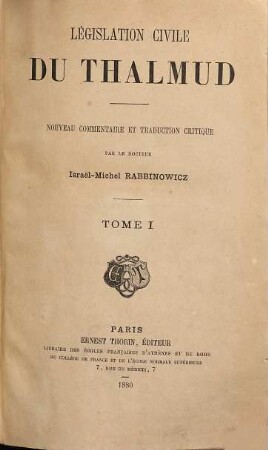 LÉGISLATION CIVILE
DU THALMUD
NOUVEAU COMMENTAIRE ET TRADUCTION CRITIQUE
PAR LE DOCTEUR
Israël-Michel RABBINOWICZ
TOME I
PARIS
ERNEST THORIN, ÉDITEUR
LIBRAIRE DES ÉCOLES FRANÇAISES D'ATHÈNES ET DE ROME
DU COLLÈGE DE FRANCE ET DE L'ÉCOLE NORMALE SUPÉRIEURE
7, RUE DE MÉDICIS, 7
1880